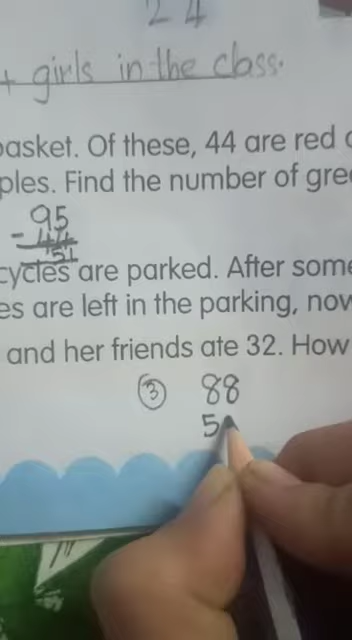 24
girls in the class.
basket. Of these, 44 are red
ples. Find the number of gre
95
- 44
51
cycles are parked. After some
es are left in the parking, now
and her friends ate 32. How
③ 88
5